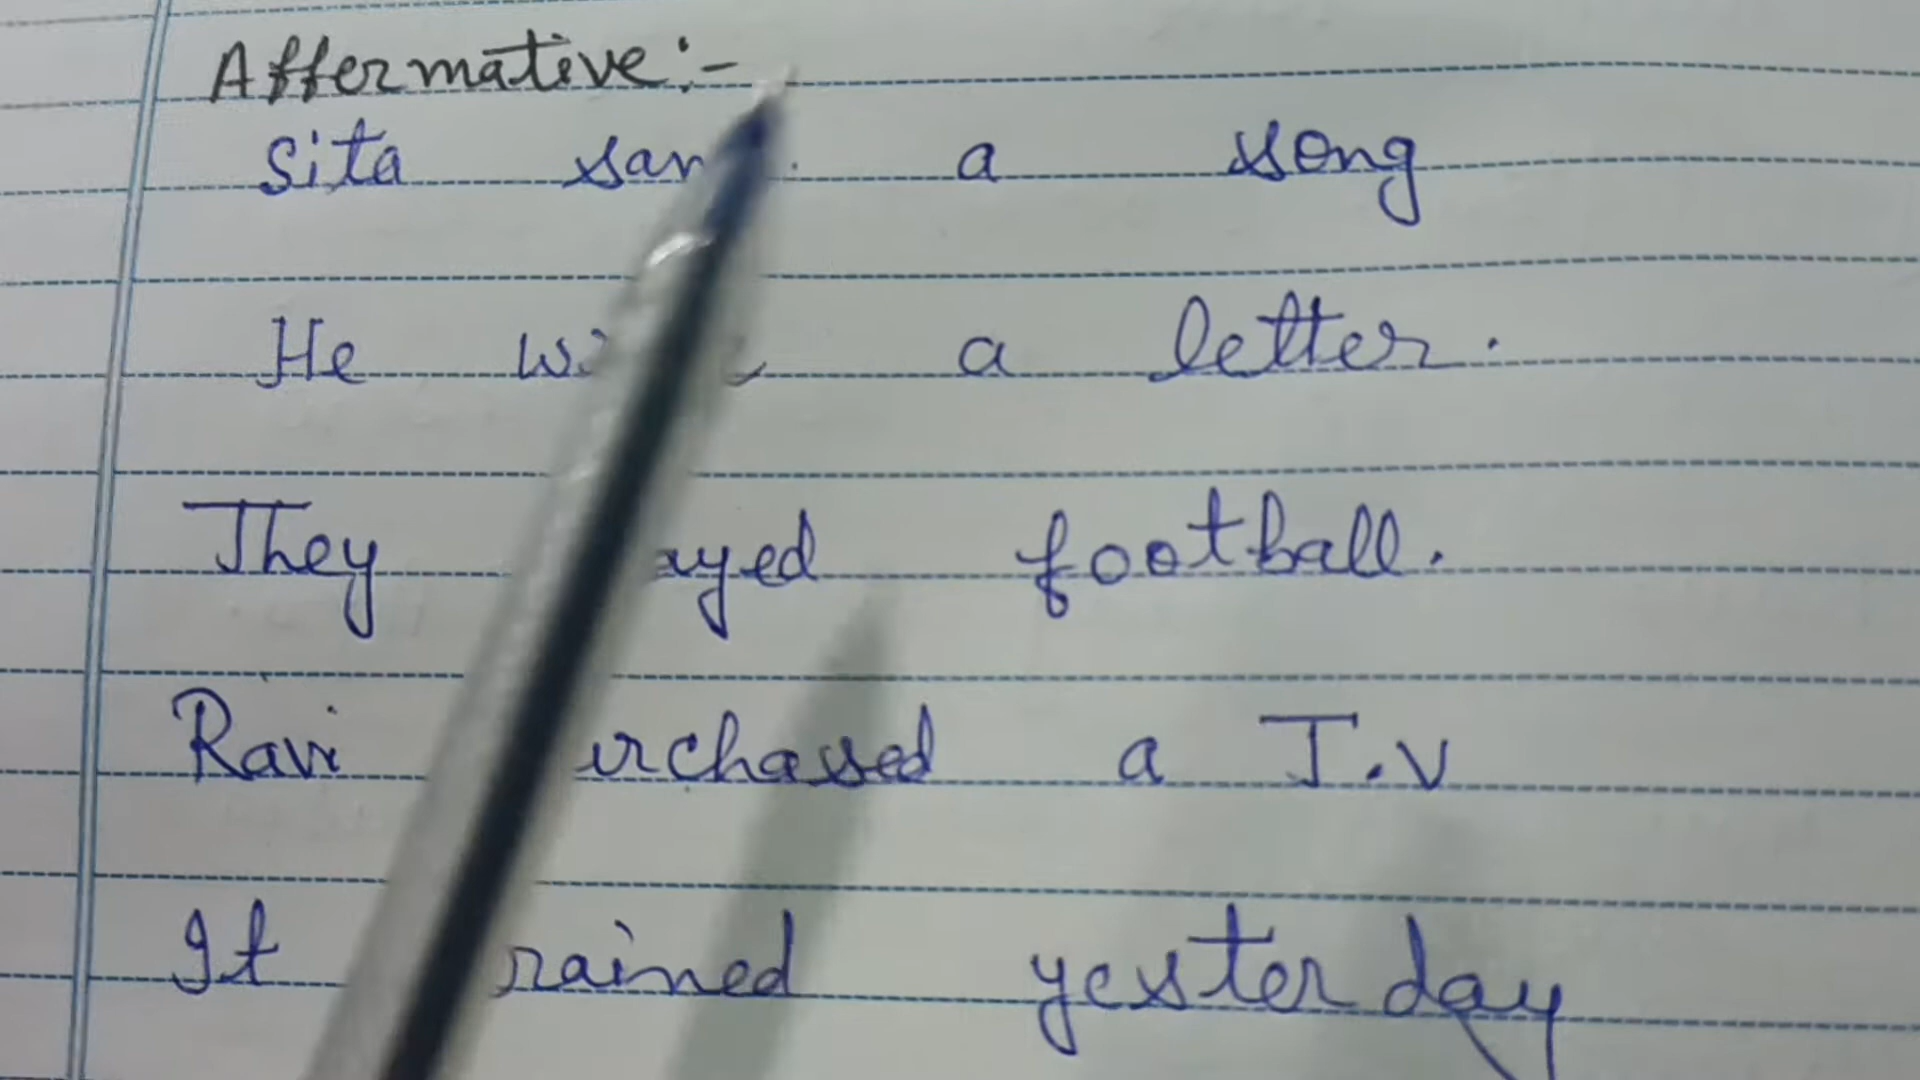 Affermative:-
Sita a song
He a letter.
They football.
Ravi a T.V
It rained yesterday